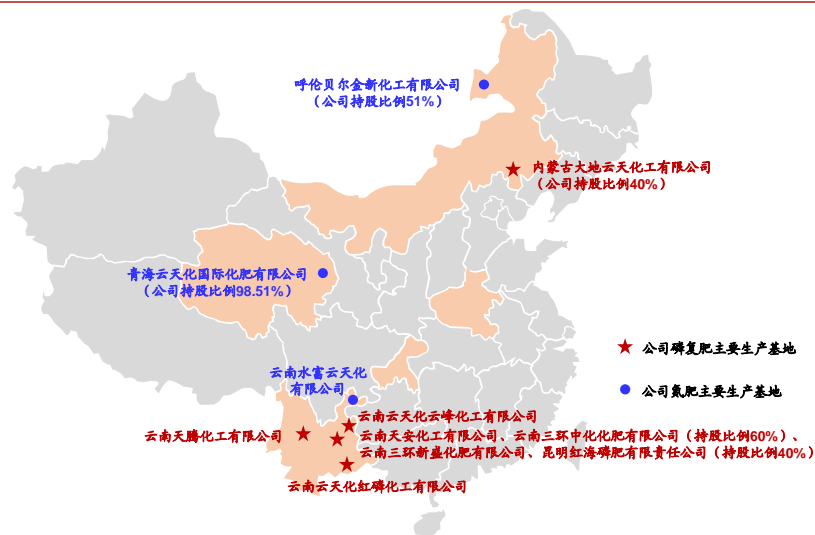 呼伦贝尔金新化工有限公司
（公司持股比例51%）
内蒙古大地云天化工有限公司
（公司持股比例40%）
青海云天化国际化肥有限公司
（公司持股比例98.51%）
公司磷复肥主要生产基地
公司氮肥主要生产基地
云南水富云天化
有限公司
云南云天化云峰化工有限公司
云南天腾化工有限公司
云南天安化工有限公司、云南三环中化化肥有限公司（持股比例60%）、
云南三环新盛化肥有限公司、昆明红海磷肥有限责任公司（持股比例40%）
云南云天化红磷化工有限公司